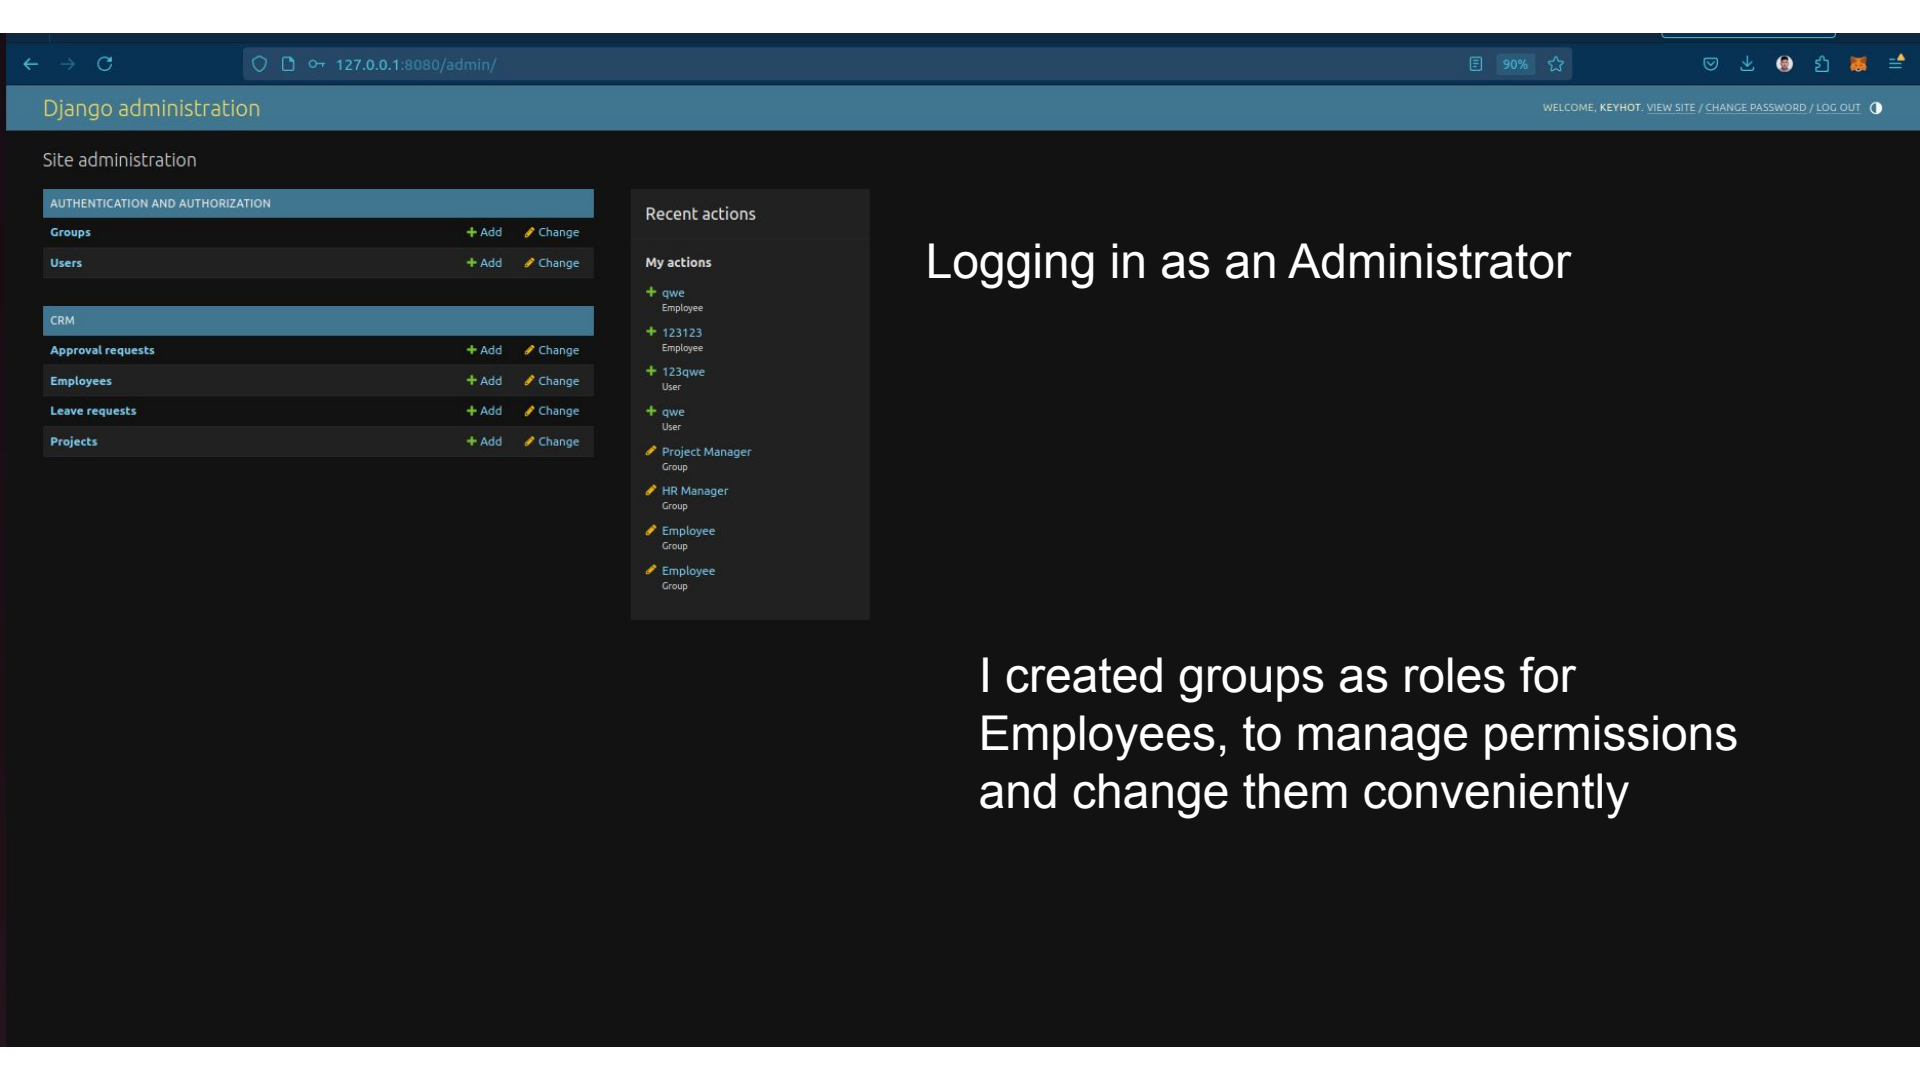 127.0.0.1:8080/admin/
90%
Django administration
WELCOME, KEYHOT. VIEW SITE / CHANGE PASSWORD / LOG OUT
Site administration
AUTHENTICATION AND AUTHORIZATION
Groups + Add Change
Users + Add Change
CRM
Approval requests + Add Change
Employees + Add Change
Leave requests + Add Change
Projects + Add Change
Recent actions
My actions
+ qwe
Employee
+ 123123
Employee
+ 123qwe
User
+ qwe
User
Project Manager
Group
HR Manager
Group
Employee
Group
Employee
Group
Logging in as an Administrator
I created groups as roles for
Employees, to manage permissions
and change them conveniently